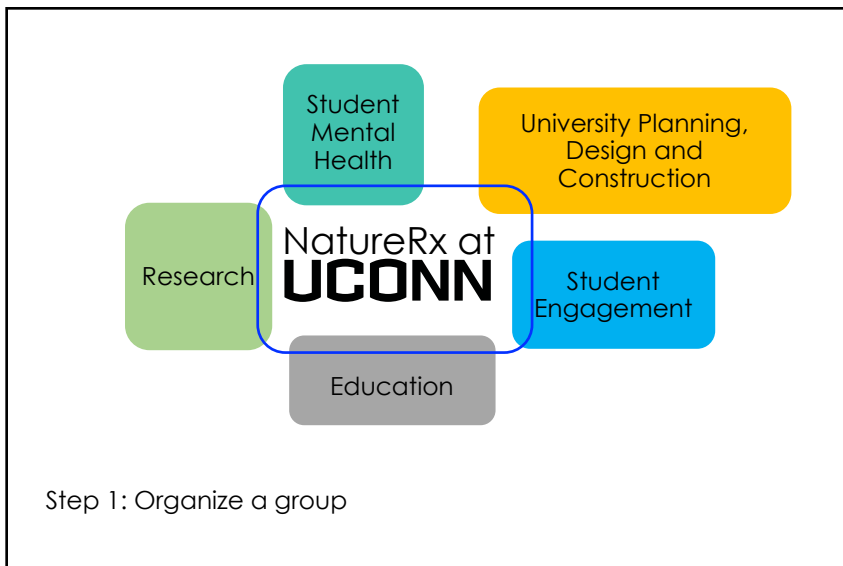 Student
Mental
Health
University Planning,
Design and
Construction
Research
NatureRx at
UCONN
Student
Engagement
Education
Step 1: Organize a group